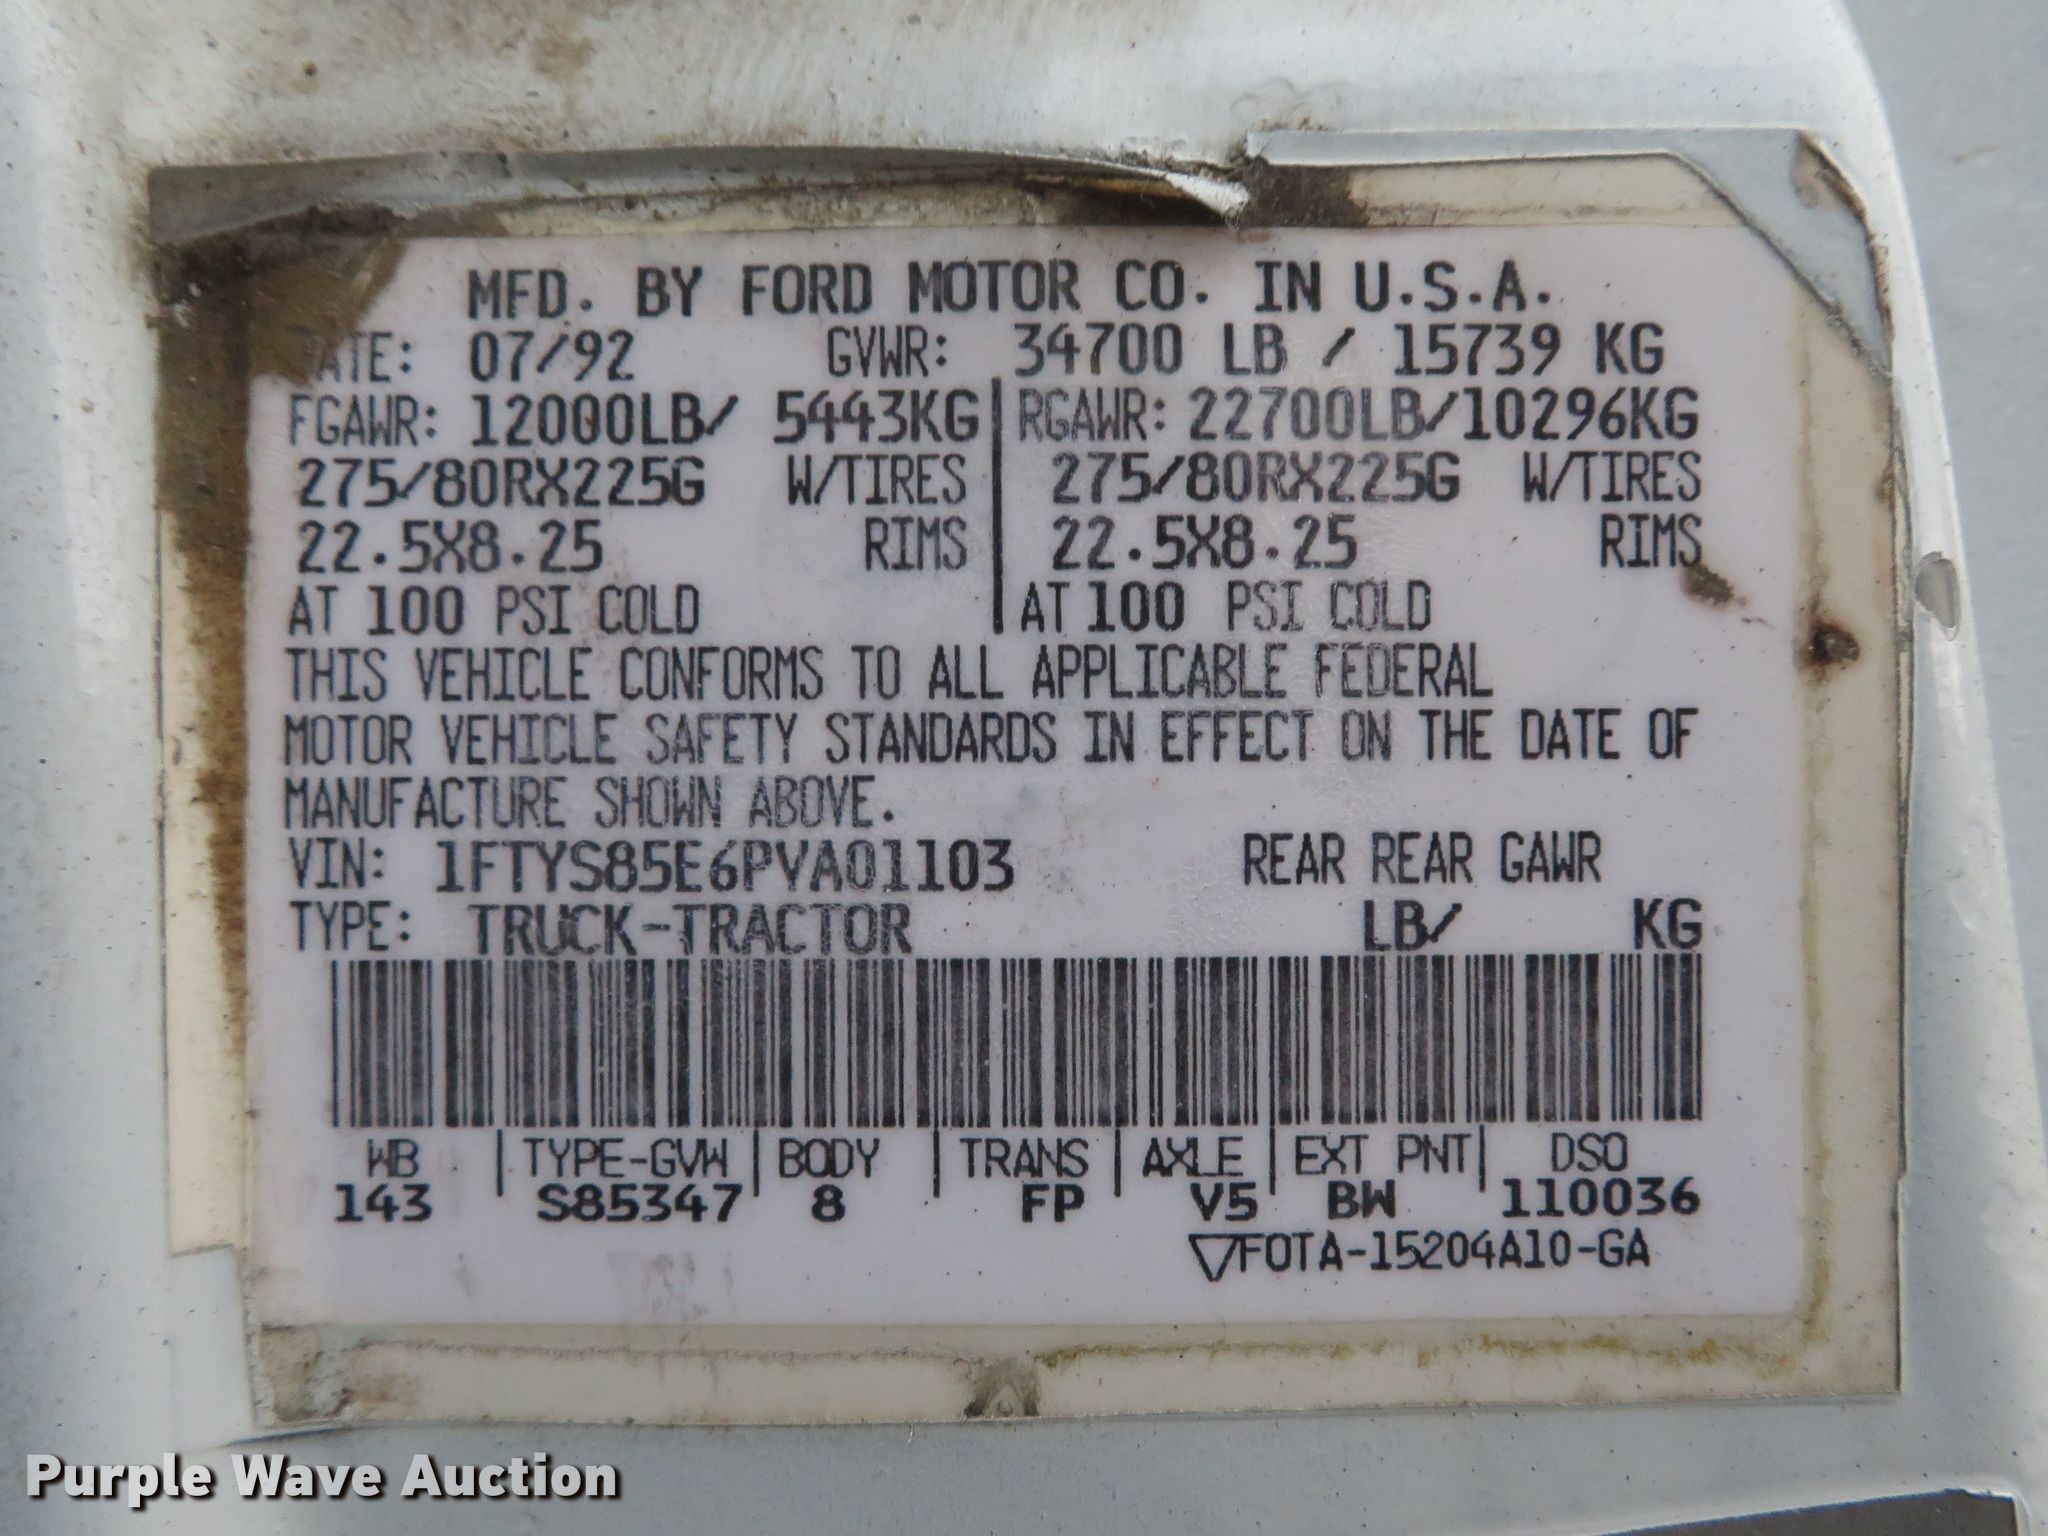 MFD. BY FORD MOTOR CO. IN U.S.A.
DATE: 07/92 GVWR: 34700 LB / 15739 KG
FGAWR: 12000LB/ 5443KG RGAWR: 22700LB/10296KG
275/80RX225G W/TIRES 275/80RX225G W/TIRES
22.5X8.25 RIMS 22.5X8.25 RIMS
AT 100 PSI COLD AT 100 PSI COLD
THIS VEHICLE CONFORMS TO ALL APPLICABLE FEDERAL
MOTOR VEHICLE SAFETY STANDARDS IN EFFECT ON THE DATE OF
MANUFACTURE SHOWN ABOVE.
VIN: 1FTYS85E6PVA01103 REAR REAR GAWR
TYPE: TRUCK-TRACTOR LB/ KG
WB TYPE-GVW BODY TRANS AXLE EXT PNT DSO
143 S85347 8 FP V5 BW 110036
▽FOTA-15204A10-GA
Purple Wave Auction